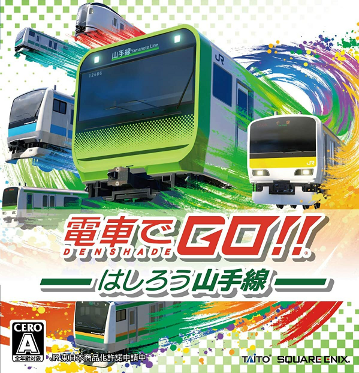 山手線 Yamanote Line
JR
電車でGO!!
DENSHADE
はしろう山手線
CERO
A
JR東日本商品化許諾申請中
TAITO SQUARE ENIX.